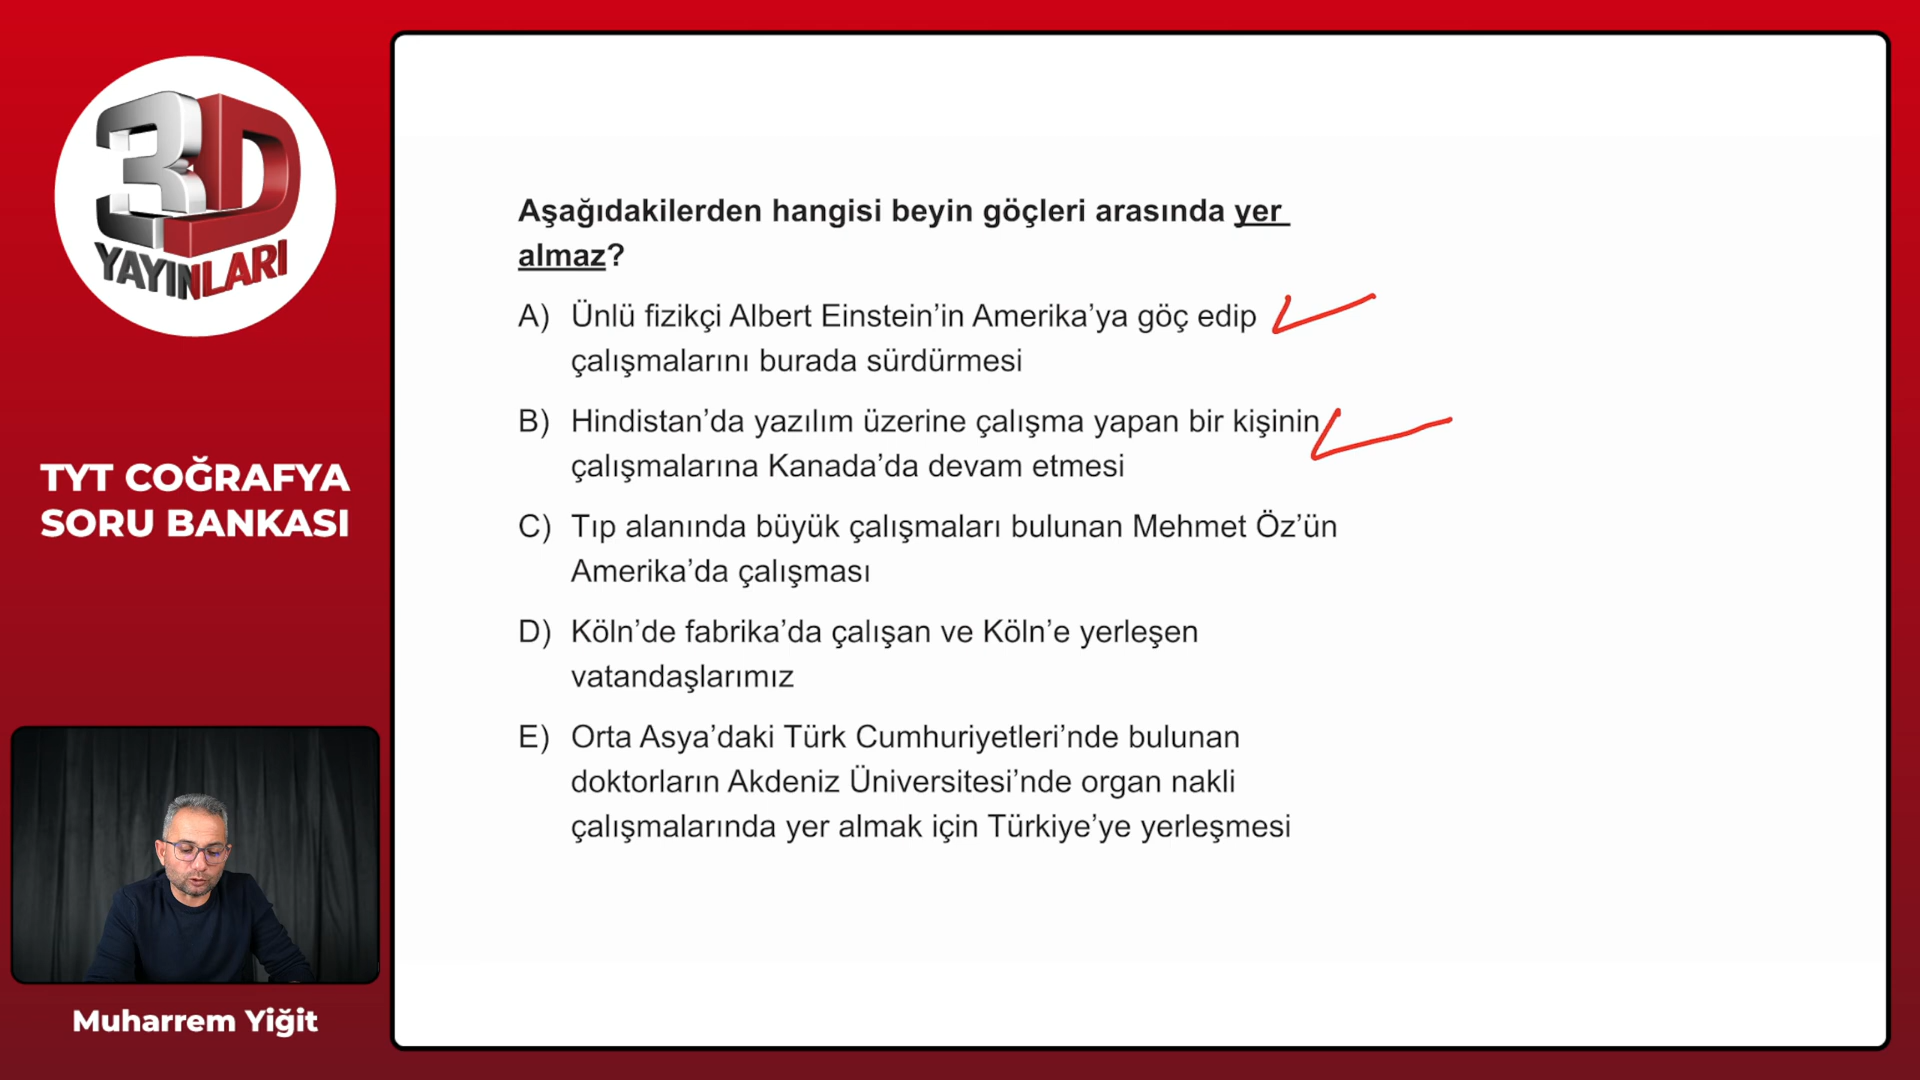 3D
YAYINLARI
TYT COĞRAFYA
SORU BANKASI
Muharrem Yiğit
Aşağıdakilerden hangisi beyin göçleri arasında yer
almaz?
A) Ünlü fizikçi Albert Einstein’in Amerika’ya göç edip
çalışmalarını burada sürdürmesi
B) Hindistan’da yazılım üzerine çalışma yapan bir kişinin
çalışmalarına Kanada’da devam etmesi
C) Tıp alanında büyük çalışmaları bulunan Mehmet Öz’ün
Amerika’da çalışması
D) Köln’de fabrika’da çalışan ve Köln’e yerleşen
vatandaşlarımız
E) Orta Asya’daki Türk Cumhuriyetleri’nde bulunan
doktorların Akdeniz Üniversitesi’nde organ nakli
çalışmalarında yer almak için Türkiye’ye yerleşmesi